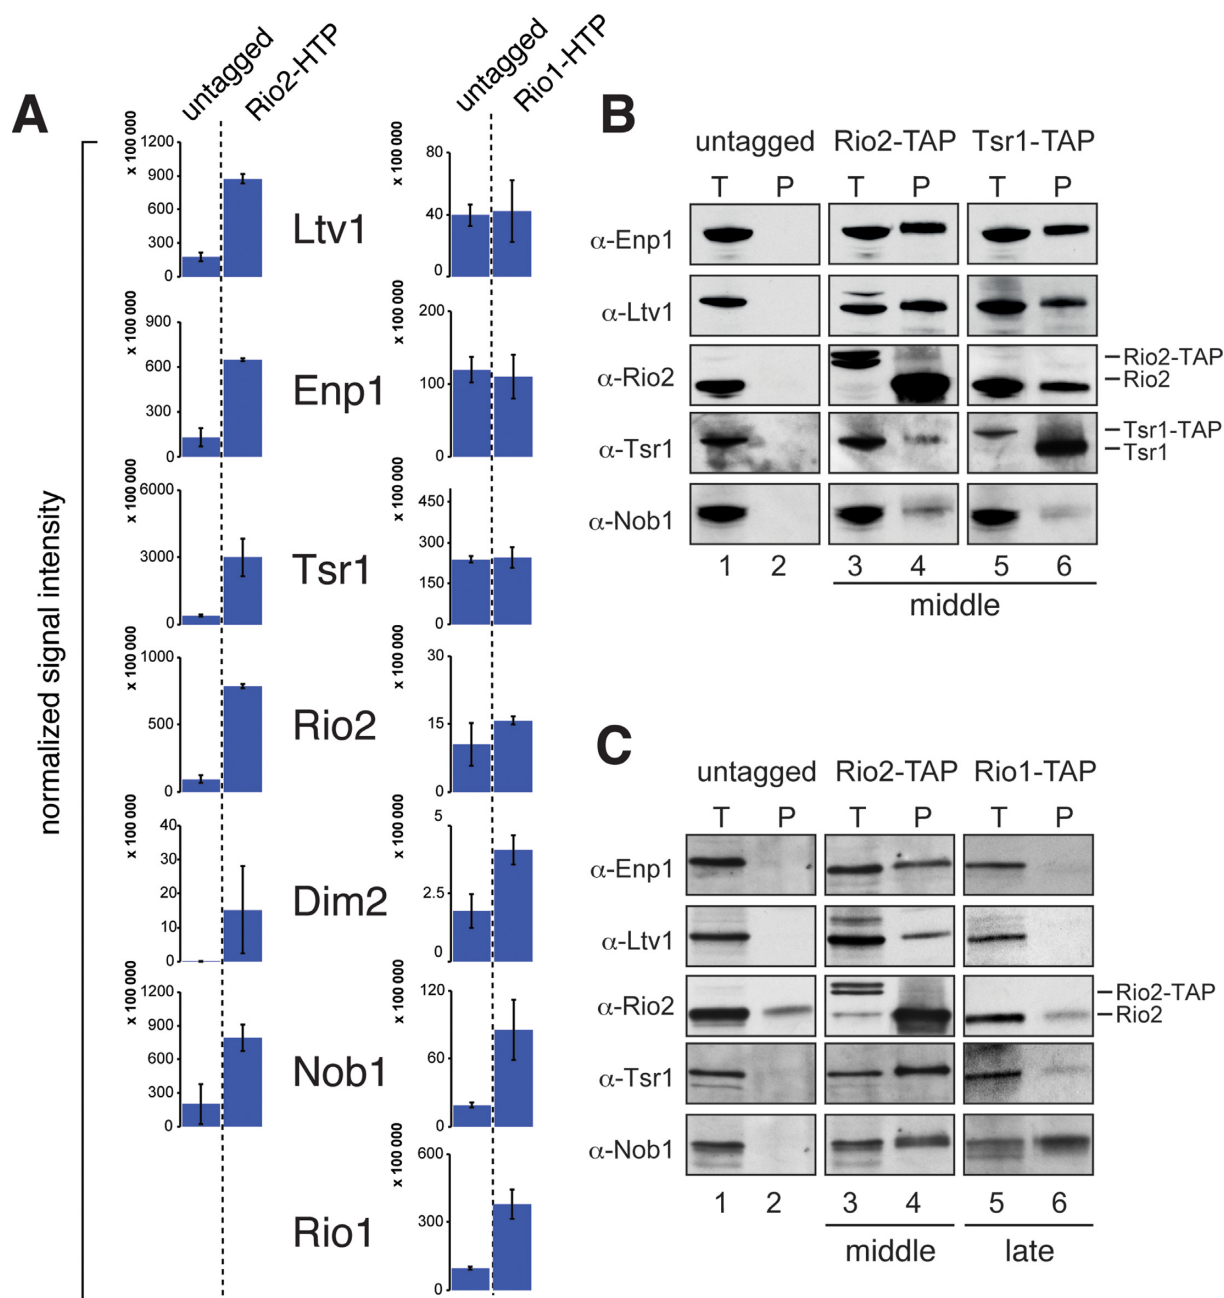 A
untagged
Rio2-HTP
untagged
Rio1-HTP
normalized signal intensity
x 100 000
1200
900
600
300
0
Ltv1
x 100 000
80
40
0
x 100 000
900
600
300
0
Enp1
x 100 000
200
100
0
x 100 000
6000
3000
0
Tsr1
x 100 000
450
300
150
0
x 100 000
1000
500
0
Rio2
x 100 000
30
15
0
x 100 000
40
30
20
10
0
Dim2
x 100 000
5
2.5
0
x 100 000
1200
900
600
300
0
Nob1
x 100 000
120
60
0
Rio1
x 100 000
600
300
0
B
untagged Rio2-TAP Tsr1-TAP
T P T P T P
α-Enp1
α-Ltv1
α-Rio2
Rio2-TAP
Rio2
α-Tsr1
Tsr1-TAP
Tsr1
α-Nob1
1 2 3 4 5 6
middle
C
untagged Rio2-TAP Rio1-TAP
T P T P T P
α-Enp1
α-Ltv1
α-Rio2
Rio2-TAP
Rio2
α-Tsr1
α-Nob1
1 2 3 4 5 6
middle late